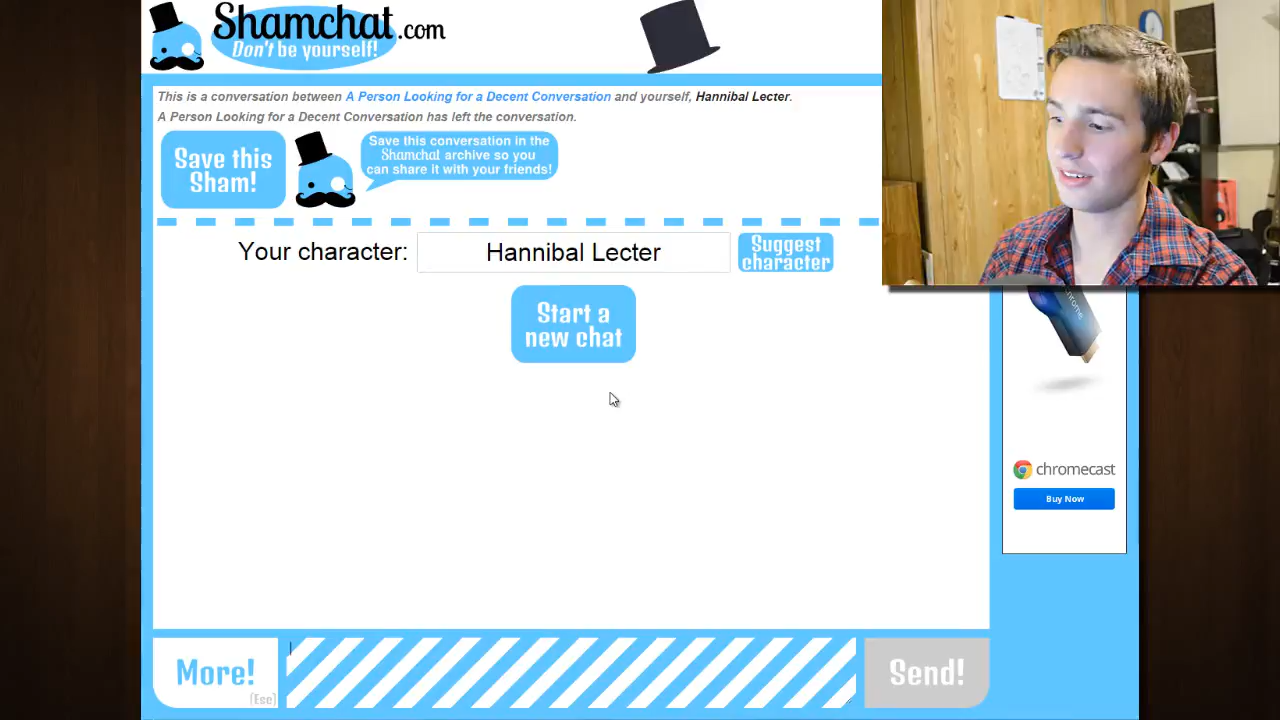 Shamchat.com
Don't be yourself!
This is a conversation between A Person Looking for a Decent Conversation and yourself, Hannibal Lecter.
A Person Looking for a Decent Conversation has left the conversation.
Save this
Sham!
Save this conversation in the
Shamchat archive so you
can share it with your friends!
Your character:
Hannibal Lecter
Suggest
character
Start a
new chat
chrome
chromecast
Buy Now
More!
(Esc)
Send!